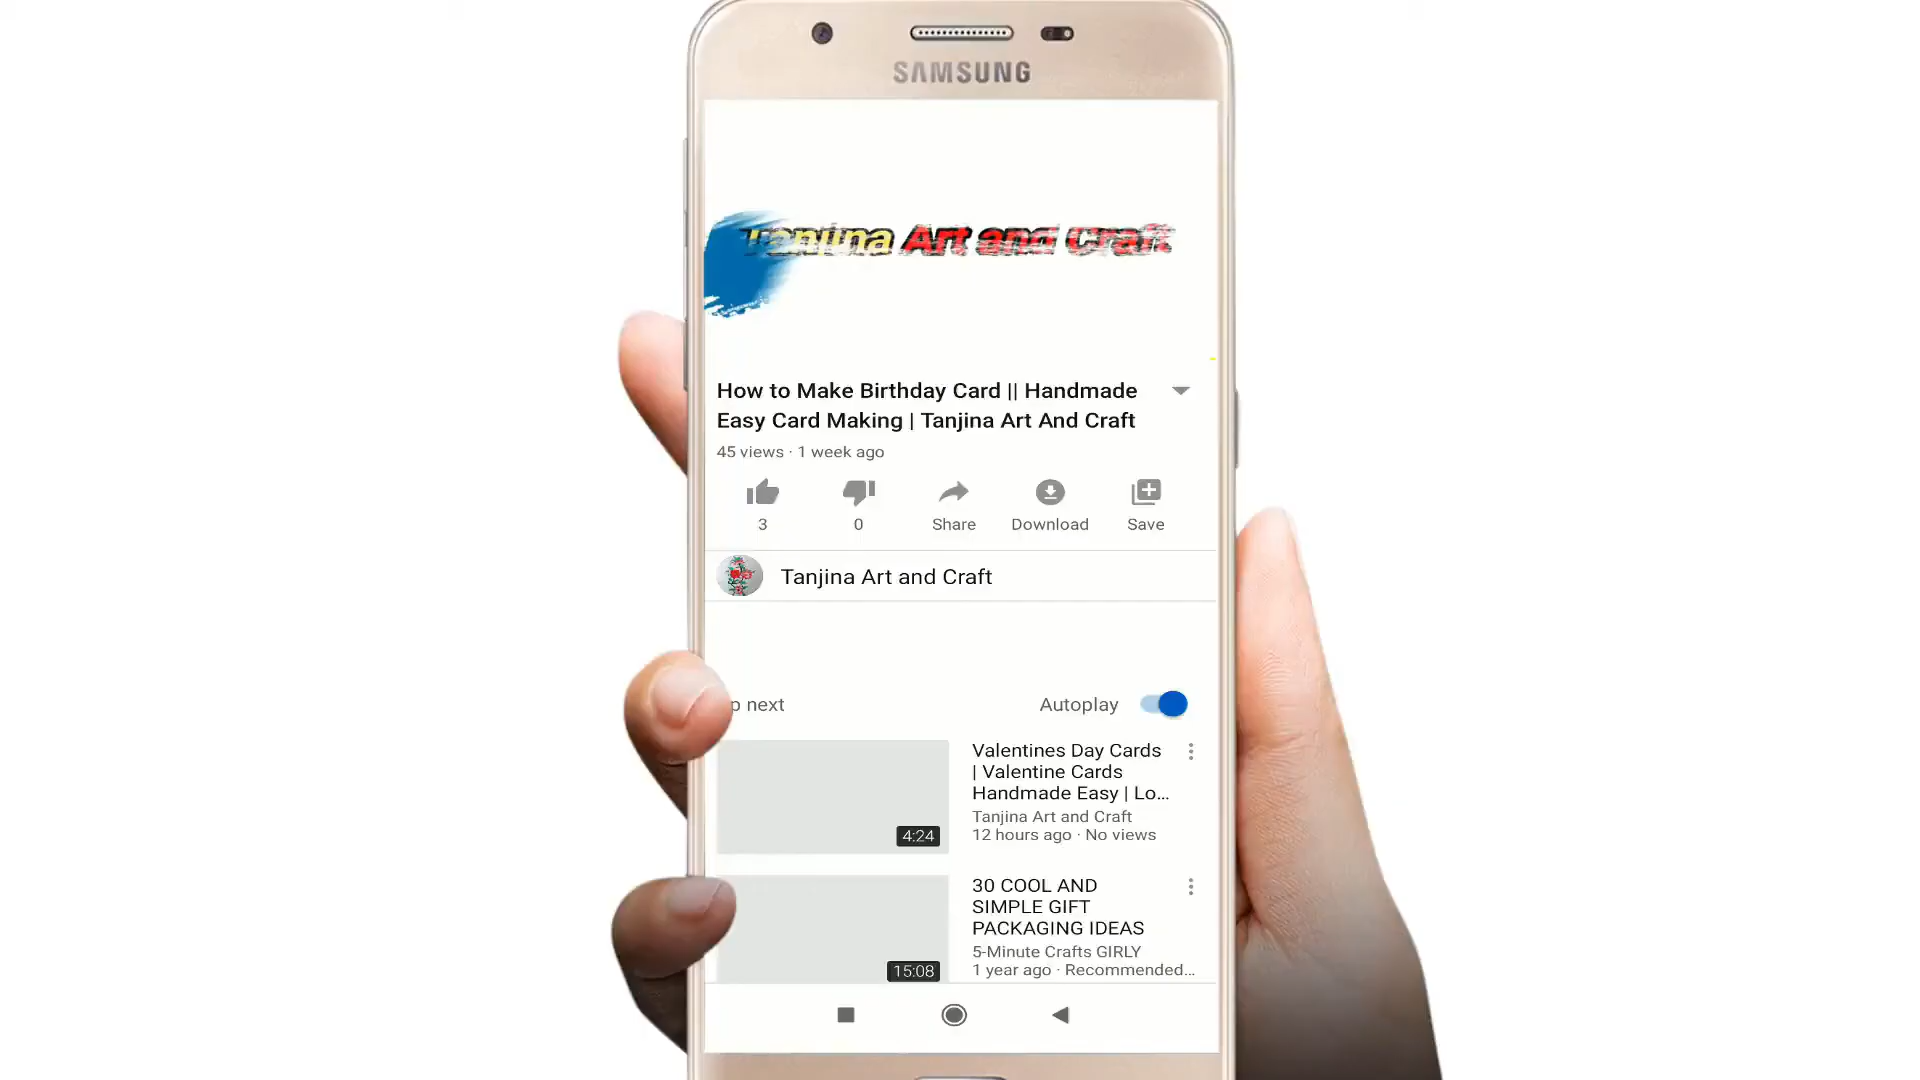 SAMSUNG
Tanjina Art and Craft
How to Make Birthday Card || Handmade
Easy Card Making | Tanjina Art And Craft
45 views · 1 week ago
3
0
Share
Download
Save
Tanjina Art and Craft
p next
Autoplay
Valentines Day Cards
| Valentine Cards
Handmade Easy | Lo...
Tanjina Art and Craft
12 hours ago · No views
4:24
30 COOL AND
SIMPLE GIFT
PACKAGING IDEAS
5-Minute Crafts GIRLY
1 year ago · Recommended...
15:08